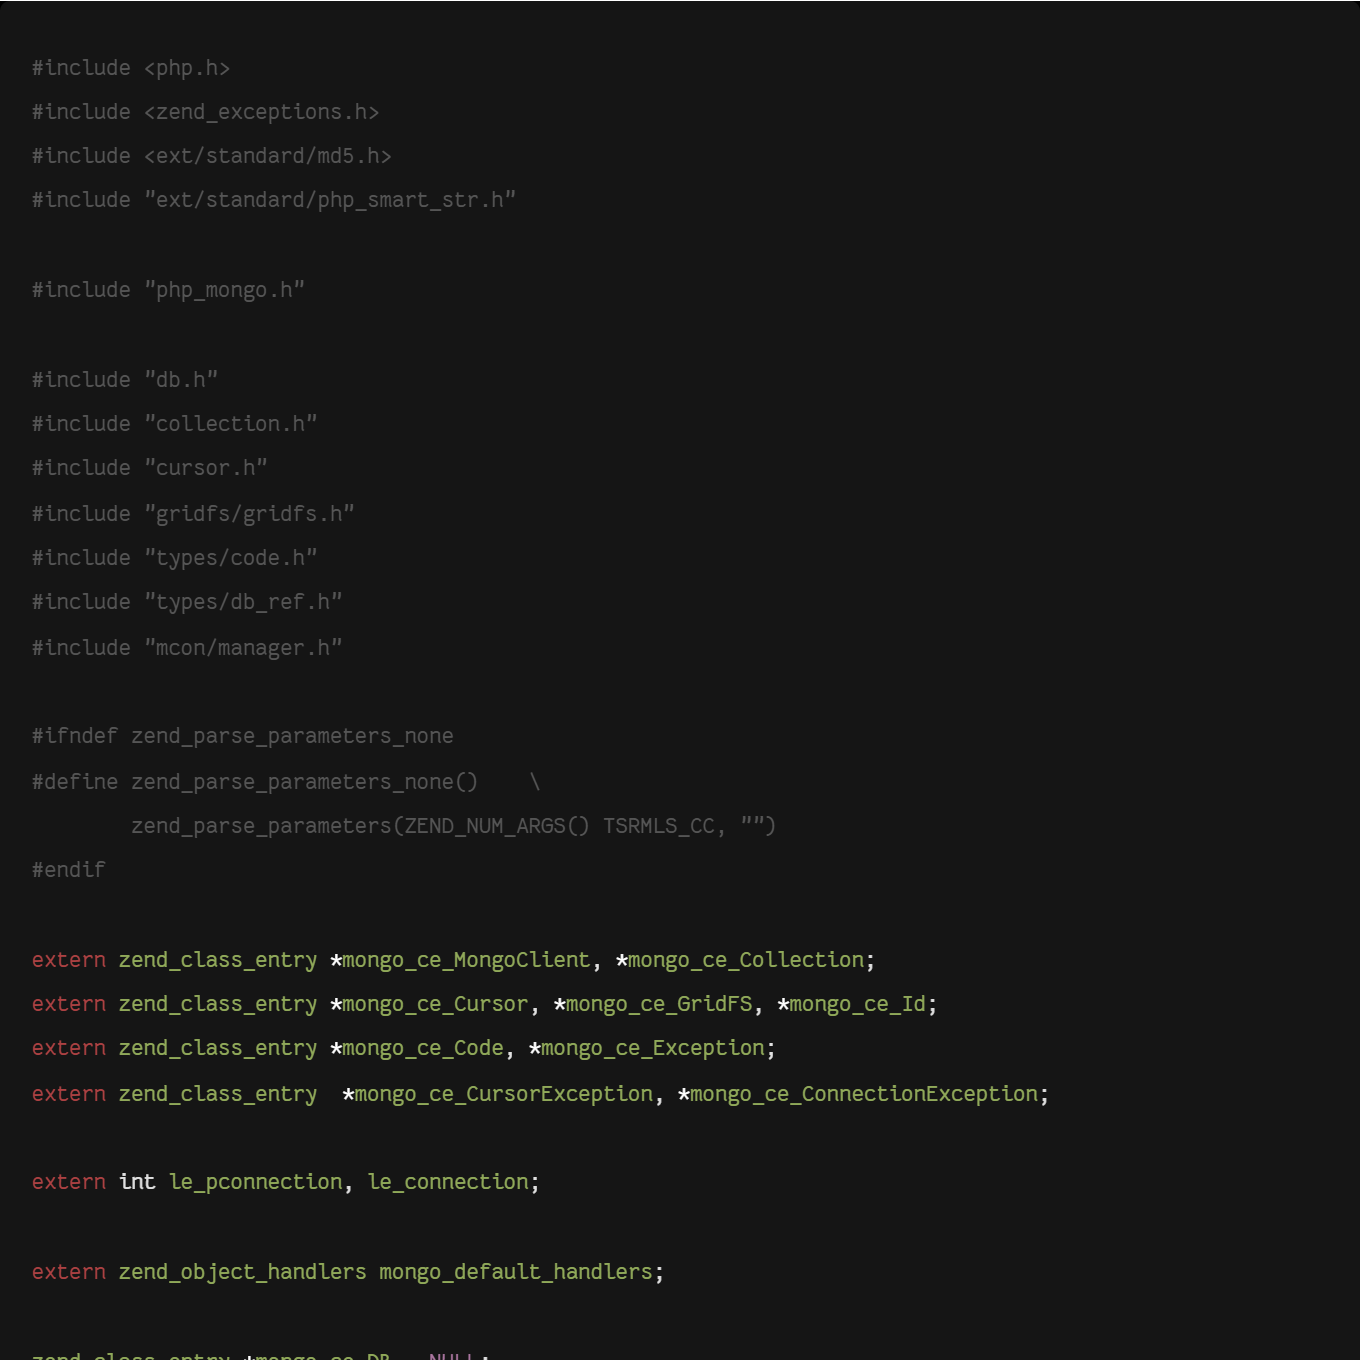 #include <php.h>
#include <zend_exceptions.h>
#include <ext/standard/md5.h>
#include "ext/standard/php_smart_str.h"

#include "php_mongo.h"

#include "db.h"
#include "collection.h"
#include "cursor.h"
#include "gridfs/gridfs.h"
#include "types/code.h"
#include "types/db_ref.h"
#include "mcon/manager.h"

#ifndef zend_parse_parameters_none
#define zend_parse_parameters_none()    \
        zend_parse_parameters(ZEND_NUM_ARGS() TSRMLS_CC, "")
#endif

extern zend_class_entry *mongo_ce_MongoClient, *mongo_ce_Collection;
extern zend_class_entry *mongo_ce_Cursor, *mongo_ce_GridFS, *mongo_ce_Id;
extern zend_class_entry *mongo_ce_Code, *mongo_ce_Exception;
extern zend_class_entry  *mongo_ce_CursorException, *mongo_ce_ConnectionException;

extern int le_pconnection, le_connection;

extern zend_object_handlers mongo_default_handlers;

zend_class_entry *mongo_ce_DB = NULL;